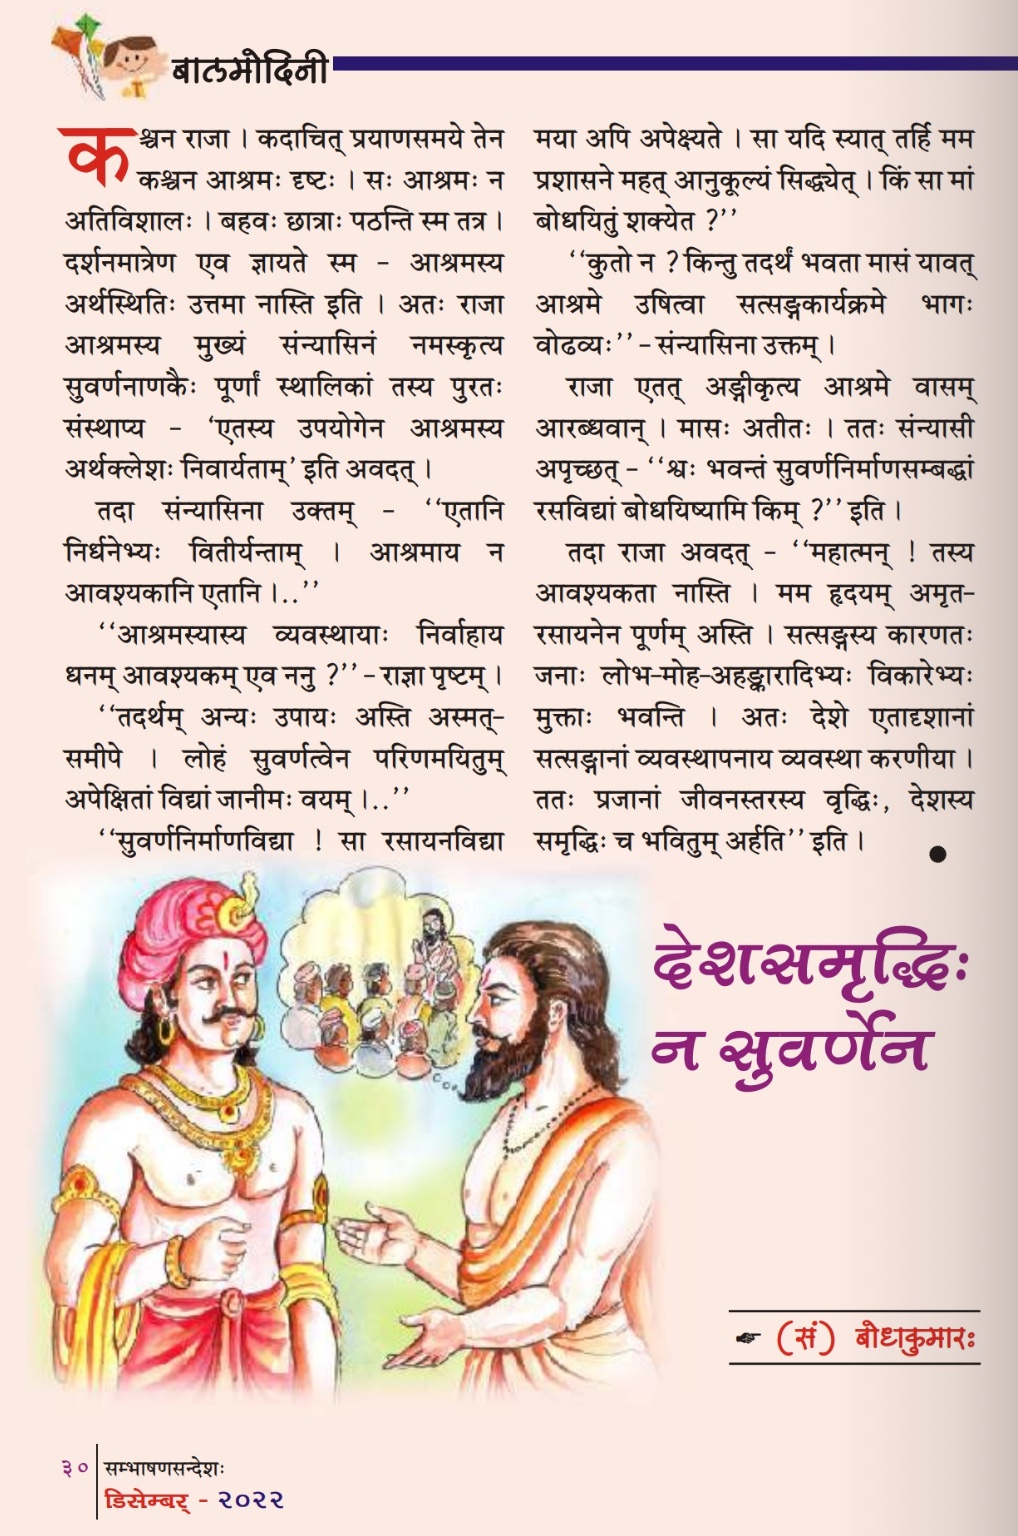 बालमोदिनी
कश्चन राजा । कदाचित् प्रयाणसमये तेन
कश्चन आश्रमः दृष्टः । सः आश्रमः न
अतिविशालः । बहवः छात्राः पठन्ति स्म तत्र ।
दर्शनमात्रेण एव ज्ञायते स्म – आश्रमस्य
अर्थस्थितिः उत्तमा नास्ति इति । अतः राजा
आश्रमस्य मुख्यं संन्यासिनं नमस्कृत्य
सुवर्णनाणकैः पूर्णां स्थालिकां तस्य पुरतः
संस्थाप्य – ‘एतस्य उपयोगेन आश्रमस्य
अर्थक्लेशः निवार्यताम्’ इति अवदत् ।
तदा संन्यासिना उक्तम् – ‘‘एतानि
निर्धनेभ्यः वितीर्यन्ताम् । आश्रमाय न
आवश्यकानि एतानि ।..’’
‘‘आश्रमस्यास्य व्यवस्थायाः निर्वाहाय
धनम् आवश्यकम् एव ननु ?’’ – राज्ञा पृष्टम् ।
‘‘तदर्थम् अन्यः उपायः अस्ति अस्मत्–
समीपे । लोहं सुवर्णत्वेन परिणमयितुम्
अपेक्षितां विद्यां जानीमः वयम् ।..’’
‘‘सुवर्णनिर्माणविद्या ! सा रसायनविद्या
मया अपि अपेक्ष्यते । सा यदि स्यात् तर्हि मम
प्रशासने महत् आनुकूल्यं सिद्ध्येत् । किं सा मां
बोधयितुं शक्येत ?’’
‘‘कुतो न ? किन्तु तदर्थं भवता मासं यावत्
आश्रमे उषित्वा सत्सङ्गकार्यक्रमे भागः
वोढव्यः’’ – संन्यासिना उक्तम् ।
राजा एतत् अङ्गीकृत्य आश्रमे वासम्
आरब्धवान् । मासः अतीतः । ततः संन्यासी
अपृच्छत् – ‘‘श्वः भवन्तं सुवर्णनिर्माणसम्बद्धां
रसविद्यां बोधयिष्यामि किम् ?’’ इति ।
तदा राजा अवदत् – ‘‘महात्मन् ! तस्य
आवश्यकता नास्ति । मम हृदयम् अमृत–
रसायनेन पूर्णम् अस्ति । सत्सङ्गस्य कारणतः
जनाः लोभ–मोह–अहङ्कारादिभ्यः विकारेभ्यः
मुक्ताः भवन्ति । अतः देशे एतादृशानां
सत्सङ्गानां व्यवस्थापनाय व्यवस्था करणीया ।
ततः प्रजानां जीवनस्तरस्य वृद्धिः, देशस्य
समृद्धिः च भवितुम् अर्हति’’ इति । ●
देशसमृद्धिः
न सुवर्णेन
☛ (सं) बोधकुमारः
३० सम्भाषणसन्देशः
डिसेम्बर् - २०२२